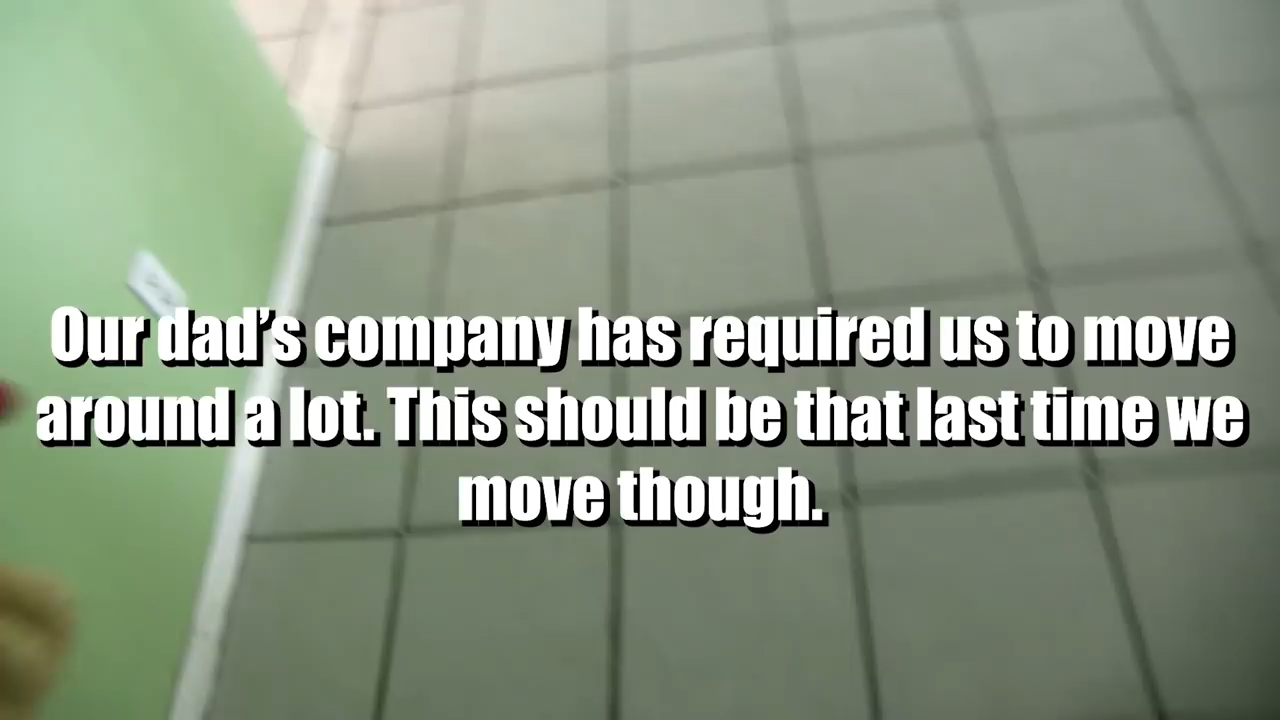 Our dad’s company has required us to move
around a lot. This should be that last time we
move though.